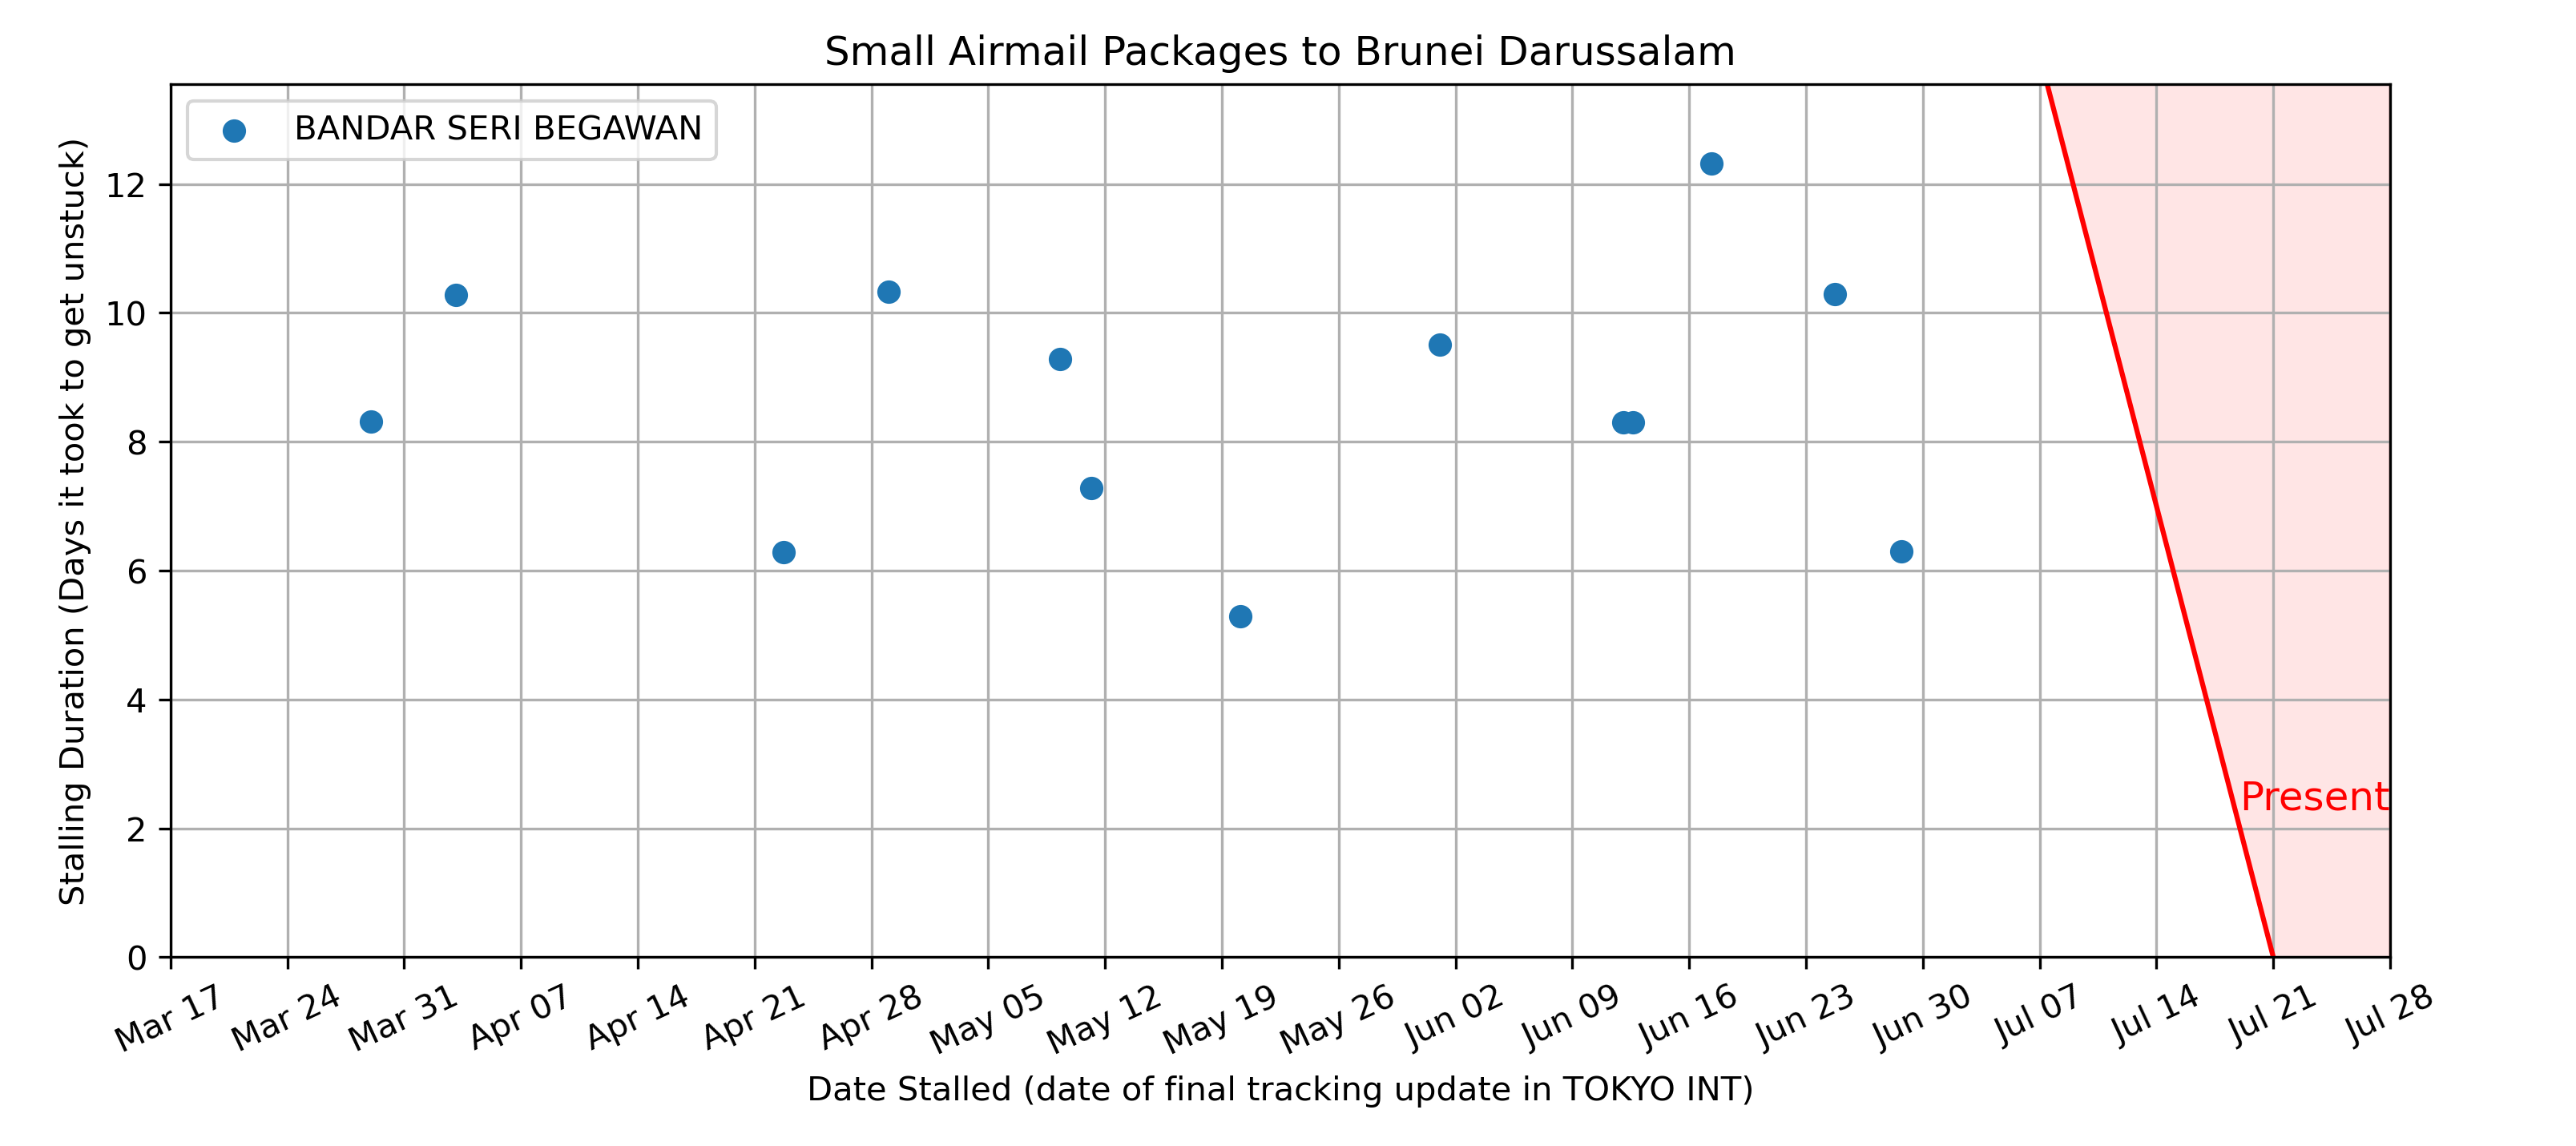 Small Airmail Packages to Brunei Darussalam
BANDAR SERI BEGAWAN
Stalling Duration (Days it took to get unstuck)
12
10
8
6
4
2
0
Present
Mar 17
Mar 24
Mar 31
Apr 07
Apr 14
Apr 21
Apr 28
May 05
May 12
May 19
May 26
Jun 02
Jun 09
Jun 16
Jun 23
Jun 30
Jul 07
Jul 14
Jul 21
Jul 28
Date Stalled (date of final tracking update in TOKYO INT)